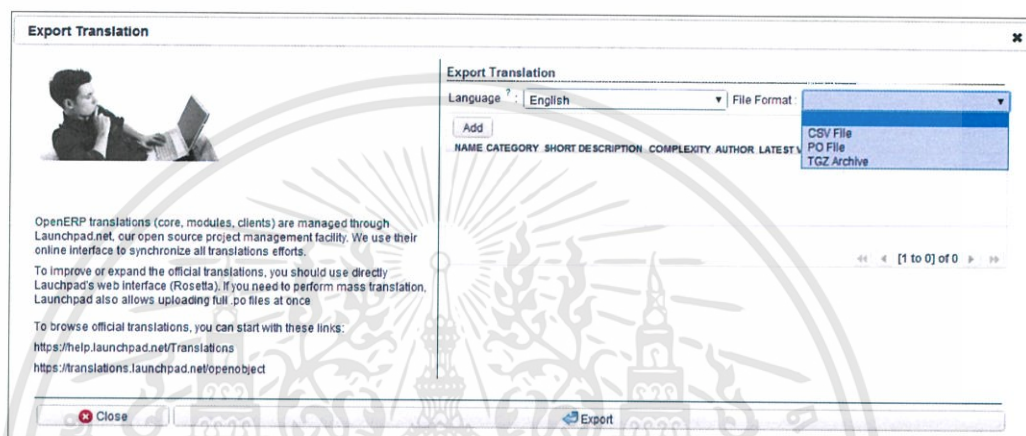 Export Translation
Export Translation
Language ? : English File Format :
CSV File
PO File
TGZ Archive
Add
NAME CATEGORY SHORT DESCRIPTION COMPLEXITY AUTHOR LATEST V
[1 to 0] of 0
OpenERP translations (core, modules, clients) are managed through
Launchpad.net, our open source project management facility. We use their
online interface to synchronize all translations efforts.
To improve or expand the official translations, you should use directly
Lauchpad's web interface (Rosetta). If you need to perform mass translation,
Launchpad also allows uploading full .po files at once
To browse official translations, you can start with these links:
https://help.launchpad.net/Translations
https://translations.launchpad.net/openobject
Close Export